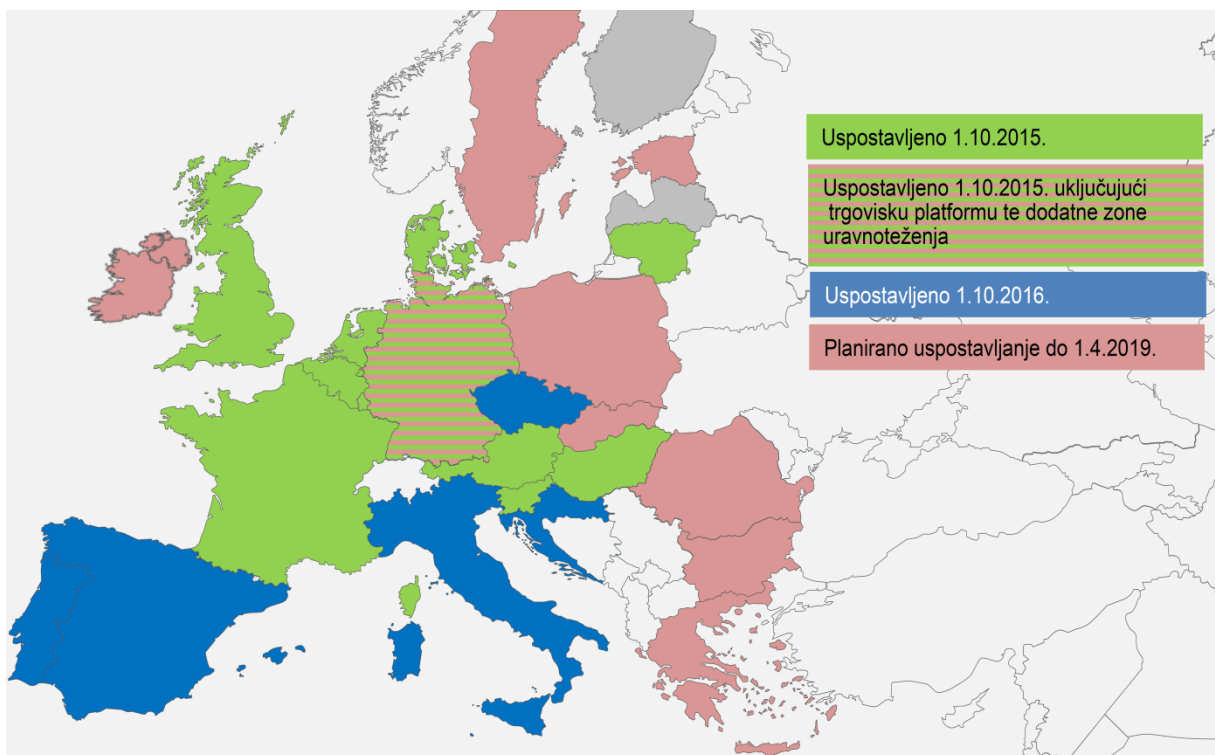 Uspostavljeno 1.10.2015.
Uspostavljeno 1.10.2015. uključujući
trgovisku platformu te dodatne zone
uravnoteženja
Uspostavljeno 1.10.2016.
Planirano uspostavljanje do 1.4.2019.